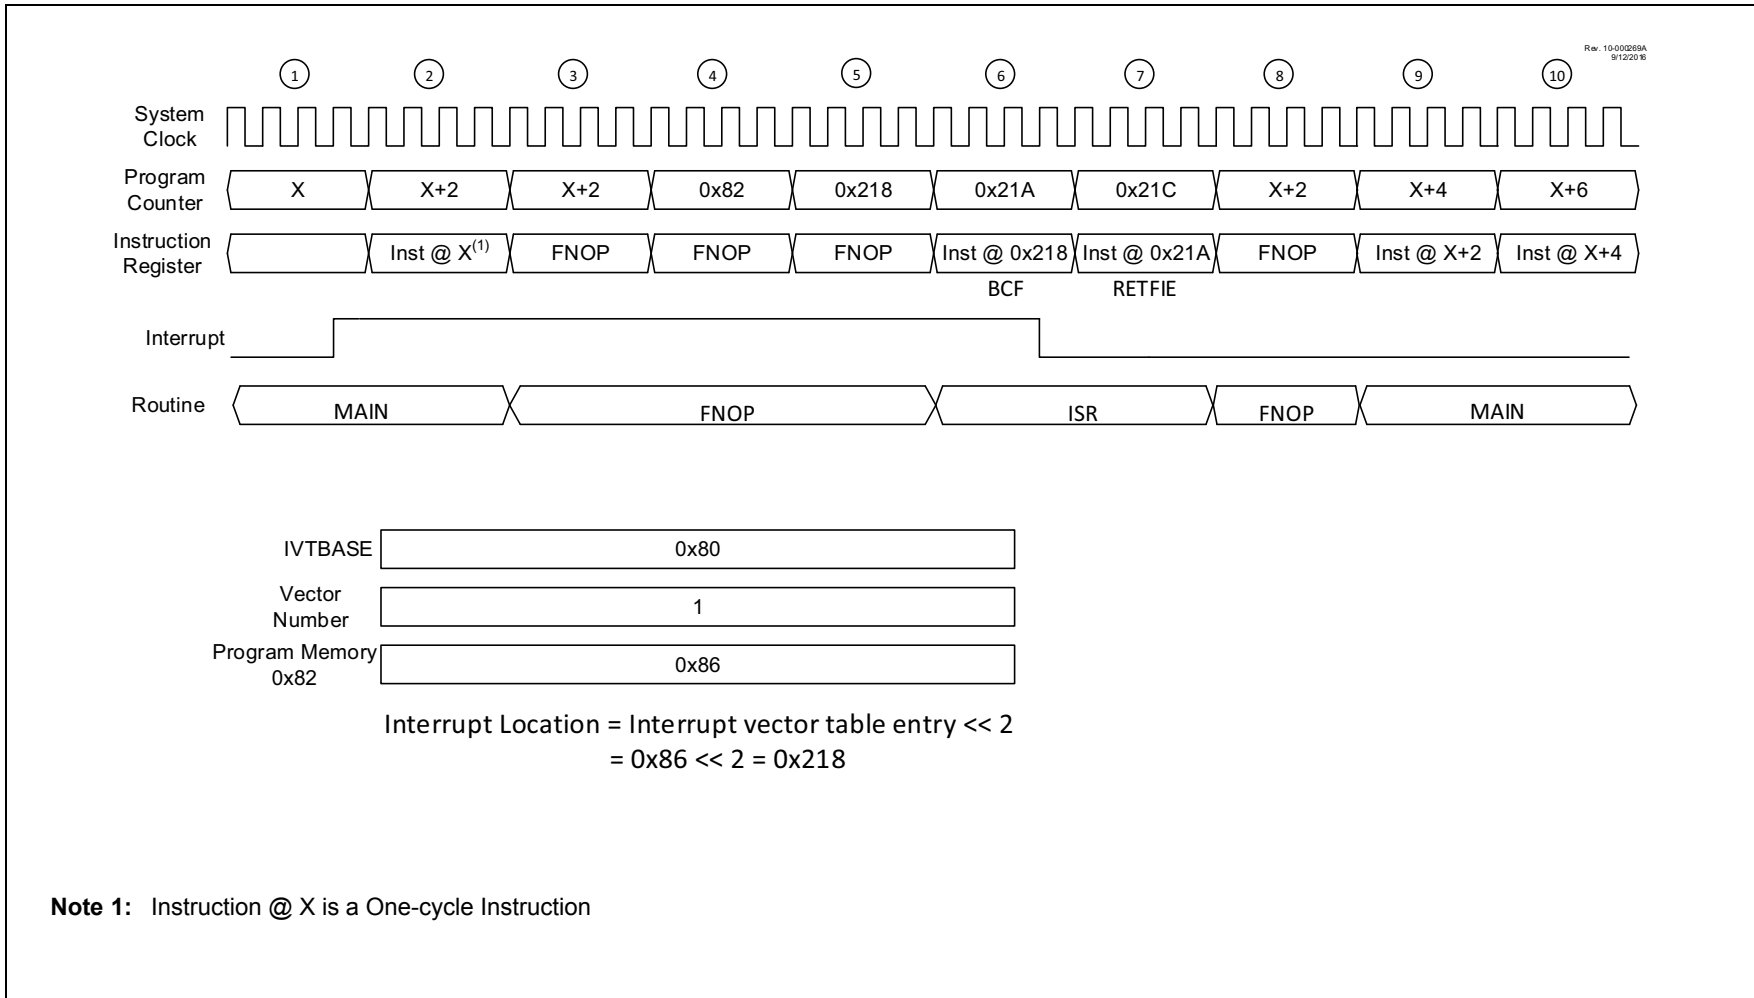 Rev. 10-000269A
9/12/2016
1 2 3 4 5 6 7 8 9 10
System
Clock
Program
Counter
X X+2 X+2 0x82 0x218 0x21A 0x21C X+2 X+4 X+6
Instruction
Register
Inst @ X(1) FNOP FNOP FNOP Inst @ 0x218 Inst @ 0x21A FNOP Inst @ X+2 Inst @ X+4
BCF RETFIE
Interrupt
Routine
MAIN FNOP ISR FNOP MAIN
IVTBASE
0x80
Vector
Number
1
Program Memory
0x82
0x86
Interrupt Location = Interrupt vector table entry << 2
= 0x86 << 2 = 0x218
Note 1: Instruction @ X is a One-cycle Instruction